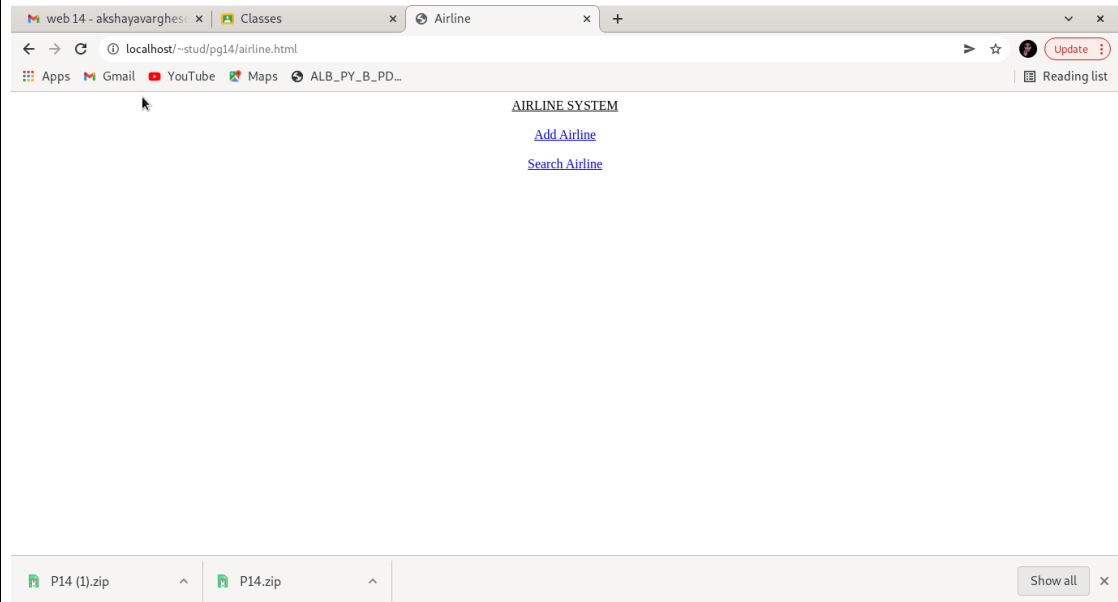 web 14 - akshayavarghese
Classes
Airline
localhost/~stud/pg14/airline.html
Update
Apps
Gmail
YouTube
Maps
ALB_PY_B_PD...
Reading list
AIRLINE SYSTEM
Add Airline
Search Airline
P14 (1).zip
P14.zip
Show all